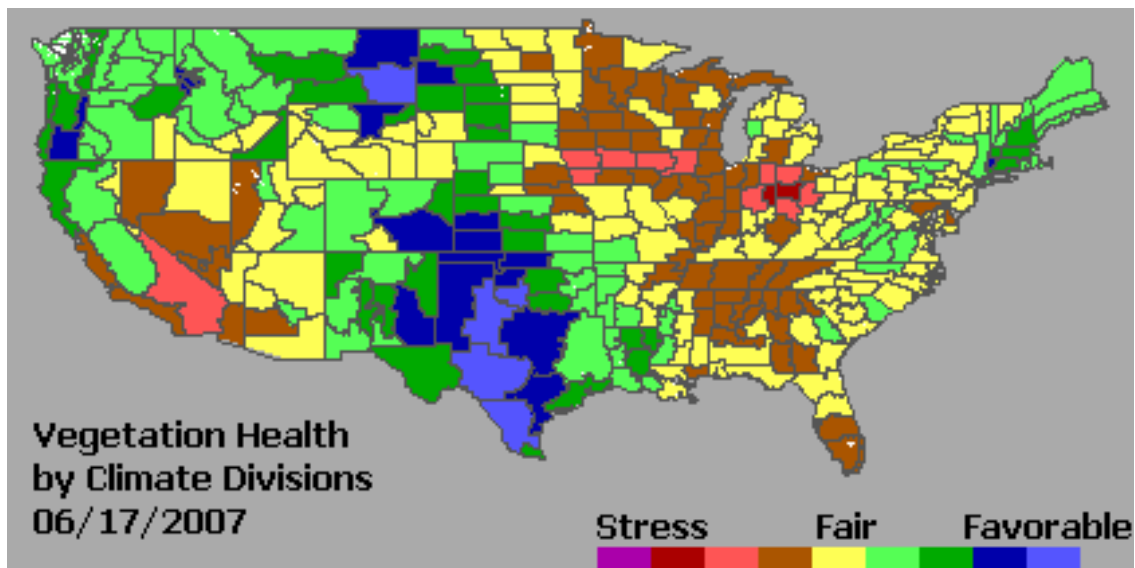 Vegetation Health
by Climate Divisions
06/17/2007
Stress Fair Favorable